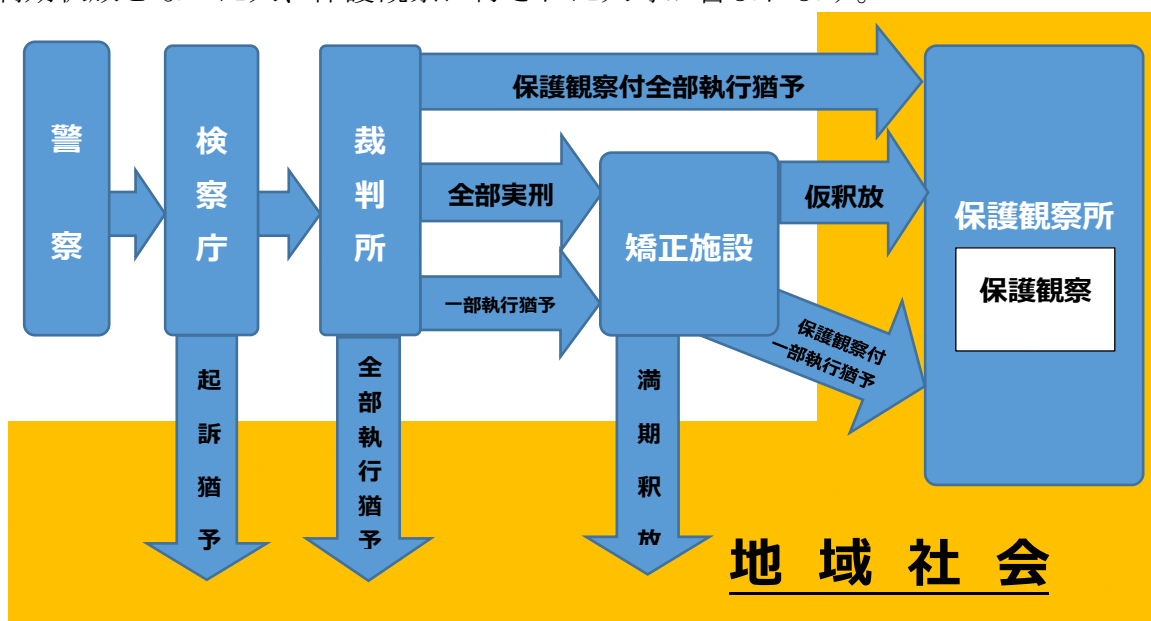 警察
検察庁
裁判所
保護観察付全部執行猶予
全部実刑
一部執行猶予
矯正施設
仮釈放
保護観察付
一部執行猶予
保護観察所
保護観察
起訴猶予
全部執行猶予
満期釈放
地域社会